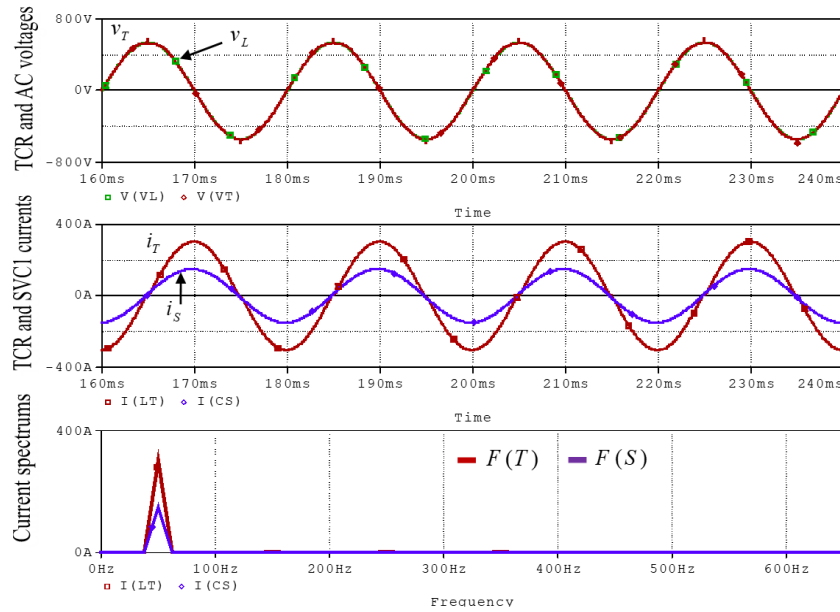 TCR and AC voltages
800V
0V
-800V
v_T
v_L
160ms 170ms 180ms 190ms 200ms 210ms 220ms 230ms 240ms
V(VL) V(VT)
Time
TCR and SVC1 currents
400A
0A
-400A
i_T
i_S
160ms 170ms 180ms 190ms 200ms 210ms 220ms 230ms 240ms
I(LT) I(CS)
Time
Current spectrums
400A
0A
F(T) F(S)
0Hz 100Hz 200Hz 300Hz 400Hz 500Hz 600Hz
I(LT) I(CS)
Frequency